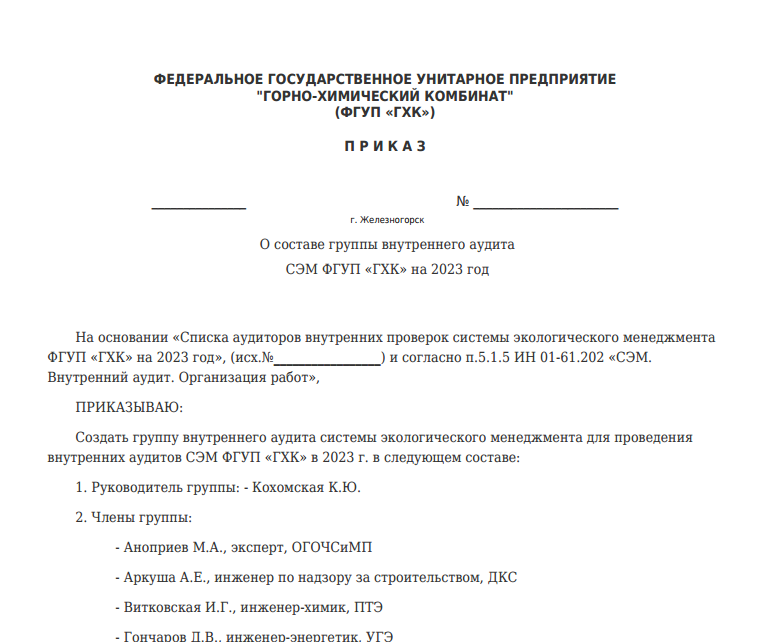 ФЕДЕРАЛЬНОЕ ГОСУДАРСТВЕННОЕ УНИТАРНОЕ ПРЕДПРИЯТИЕ
"ГОРНО-ХИМИЧЕСКИЙ КОМБИНАТ"
(ФГУП «ГХК»)
П Р И К А З
_______________ № _______________________
г. Железногорск
О составе группы внутреннего аудита
СЭМ ФГУП «ГХК» на 2023 год
На основании «Списка аудиторов внутренних проверок системы экологического менеджмента
ФГУП «ГХК» на 2023 год», (исх.№_________________) и согласно п.5.1.5 ИН 01-61.202 «СЭМ.
Внутренний аудит. Организация работ»,
ПРИКАЗЫВАЮ:
Создать группу внутреннего аудита системы экологического менеджмента для проведения
внутренних аудитов СЭМ ФГУП «ГХК» в 2023 г. в следующем составе:
1. Руководитель группы: - Кохомская К.Ю.
2. Члены группы:
- Аноприев М.А., эксперт, ОГОЧСиМП
- Аркуша А.Е., инженер по надзору за строительством, ДКС
- Витковская И.Г., инженер-химик, ПТЭ
- Гончаров Д.В., инженер-энергетик, УГЭ